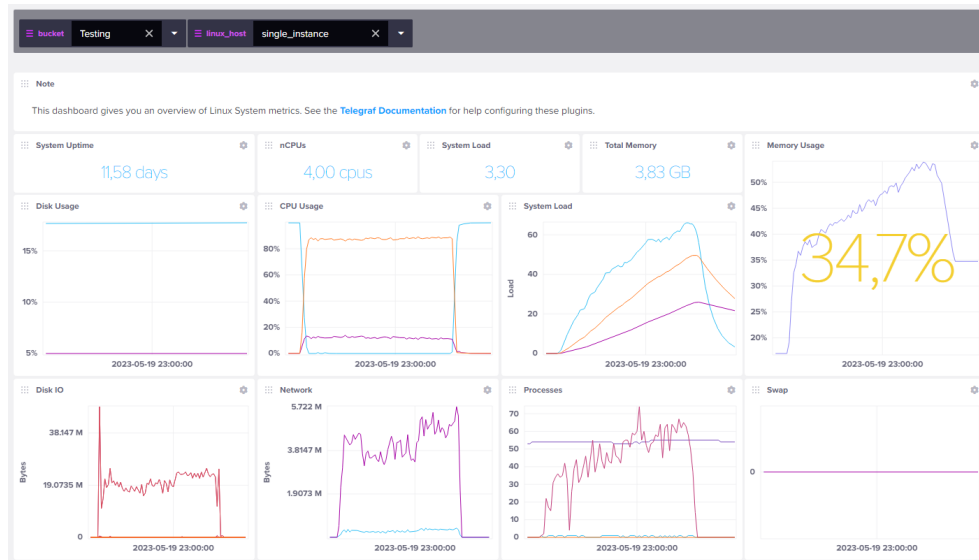 bucket Testing linux_host single_instance
Note
This dashboard gives you an overview of Linux System metrics. See the Telegraf Documentation for help configuring these plugins.
System Uptime
11,58 days
nCPUs
4,00 cpus
System Load
3,30
Total Memory
3,83 GB
Memory Usage
50%
45%
40%
35%
30%
25%
20%
34,7%
2023-05-19 23:00:00
Disk Usage
15%
10%
5%
2023-05-19 23:00:00
CPU Usage
80%
60%
40%
20%
0%
2023-05-19 23:00:00
System Load
Load
60
40
20
0
2023-05-19 23:00:00
Disk IO
Bytes
38.147 M
19.0735 M
0
2023-05-19 23:00:00
Network
Bytes
5.722 M
3.8147 M
1.9073 M
2023-05-19 23:00:00
Processes
70
60
50
40
30
20
10
0
2023-05-19 23:00:00
Swap
0
2023-05-19 23:00:00